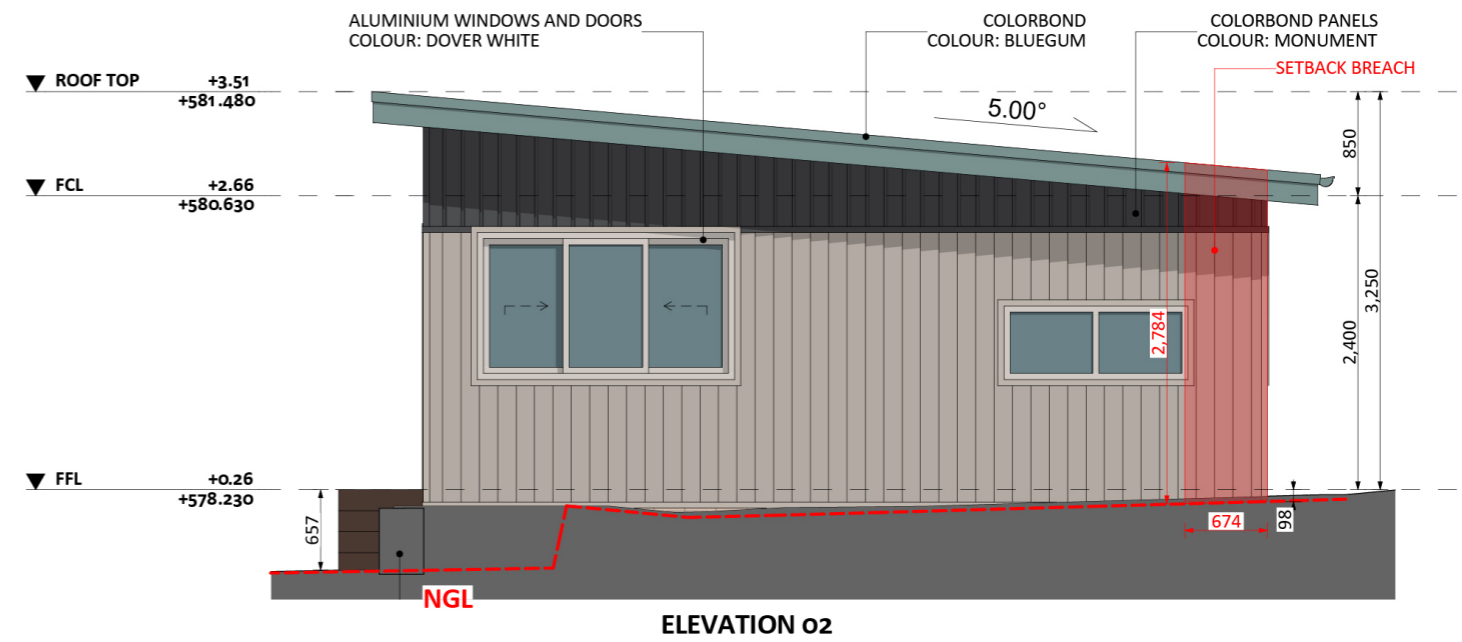 ALUMINIUM WINDOWS AND DOORS
COLOUR: DOVER WHITE
COLORBOND
COLOUR: BLUEGUM
COLORBOND PANELS
COLOUR: MONUMENT
SETBACK BREACH
ROOF TOP +3.51
+581.480
5.00°
850
FCL +2.66
+580.630
3,250
2,400
2,784
FFL +0.26
+578.230
657
674
98
NGL
ELEVATION 02